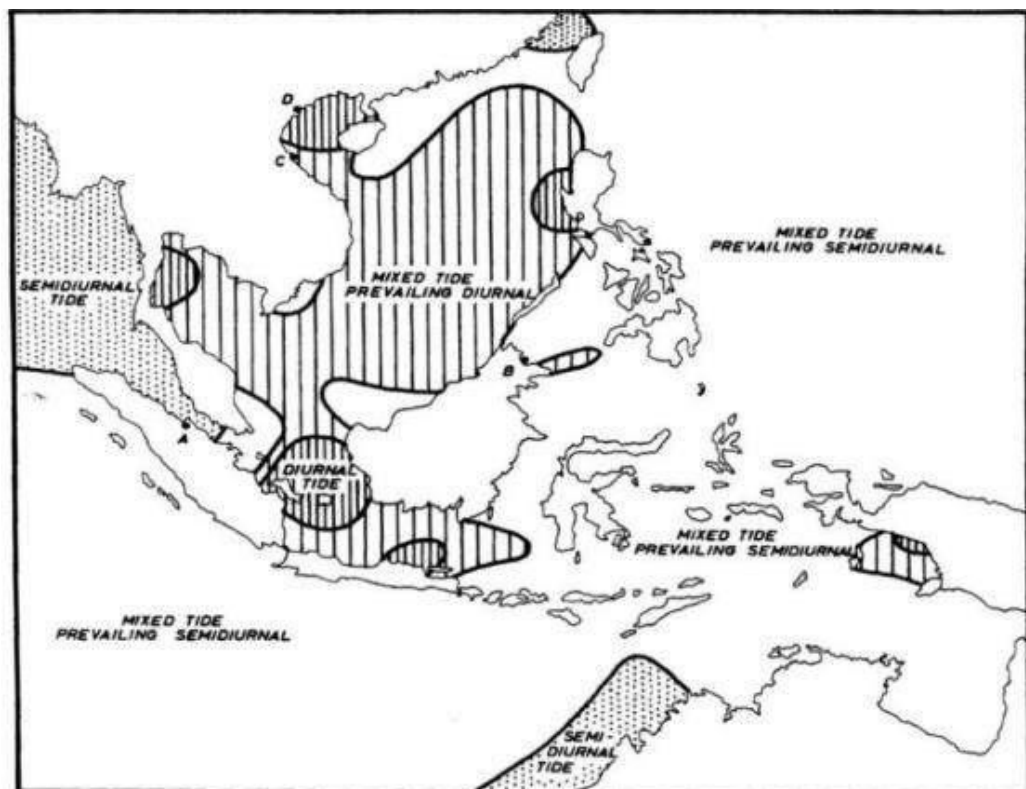 D
C
MIXED TIDE
PREVAILING SEMIDIURNAL
SEMIDIURNAL
TIDE
MIXED TIDE
PREVAILING DIURNAL
B
A
DIURNAL
TIDE
MIXED TIDE
PREVAILING SEMIDIURNAL
MIXED TIDE
PREVAILING SEMIDIURNAL
SEMI-
DIURNAL
TIDE